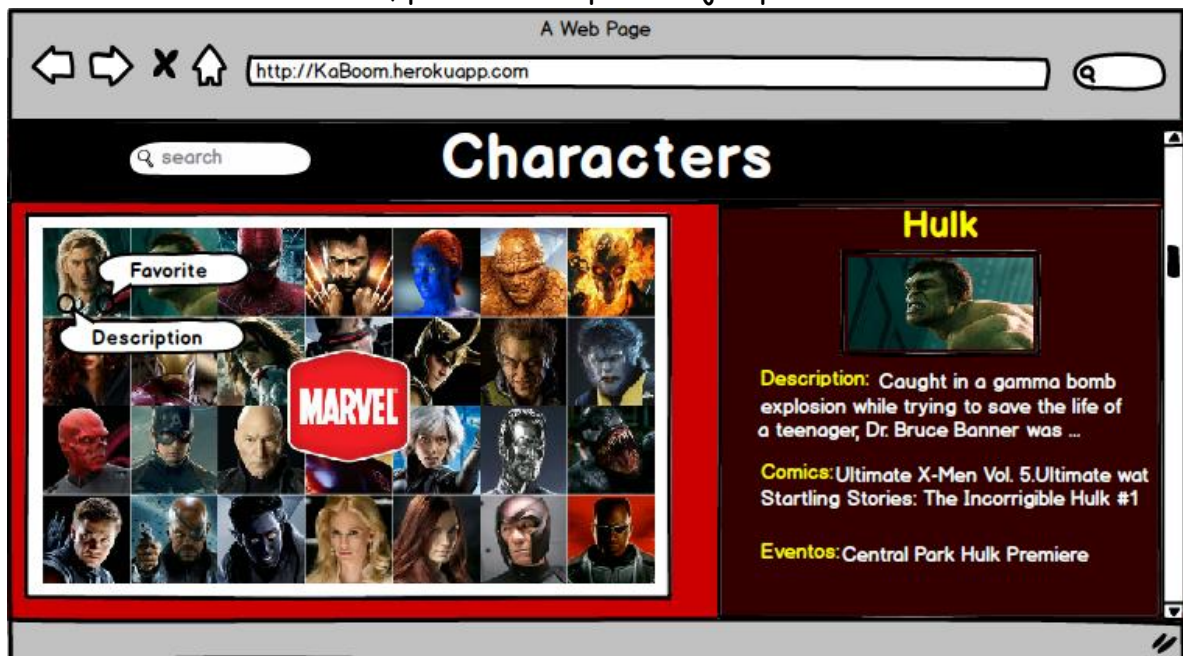 A Web Page
http://KaBoom.herokuapp.com
search
Characters
Favorite
Description
MARVEL
Hulk
Description: Caught in a gamma bomb
explosion while trying to save the life of
a teenager, Dr. Bruce Banner was ...
Comics: Ultimate X-Men Vol. 5.Ultimate wat
Startling Stories: The Incorrigible Hulk #1
Eventos: Central Park Hulk Premiere